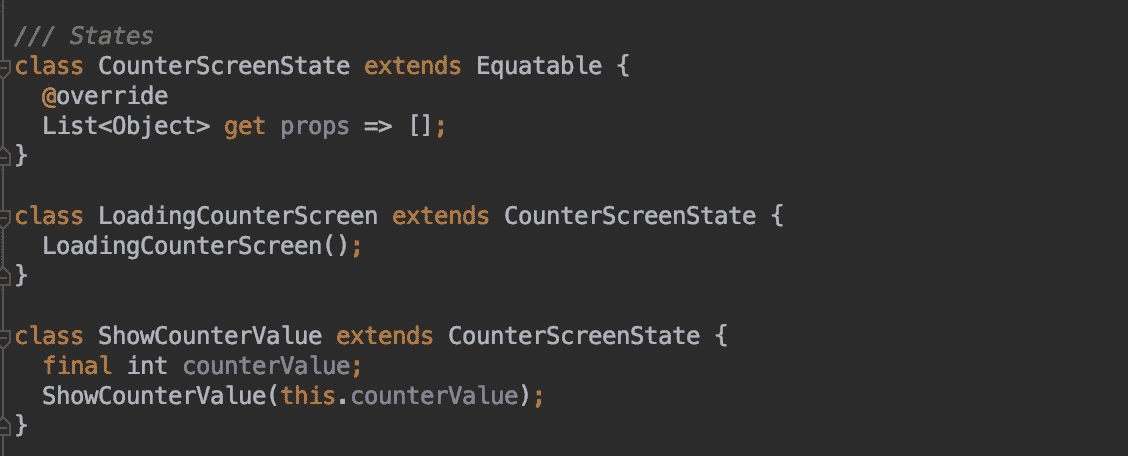 /// States
class CounterScreenState extends Equatable {
  @override
  List<Object> get props => [];
}
class LoadingCounterScreen extends CounterScreenState {
  LoadingCounterScreen();
}
class ShowCounterValue extends CounterScreenState {
  final int counterValue;
  ShowCounterValue(this.counterValue);
}